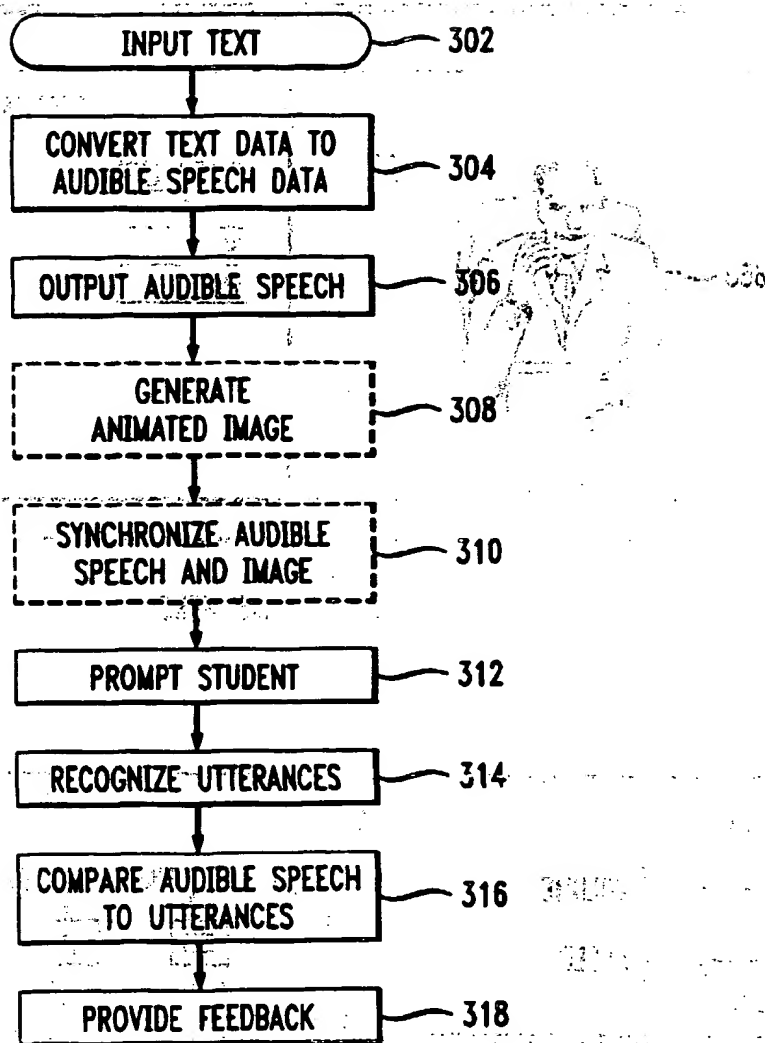 INPUT TEXT 302
CONVERT TEXT DATA TO
AUDIBLE SPEECH DATA 304
OUTPUT AUDIBLE SPEECH 306
GENERATE
ANIMATED IMAGE 308
SYNCHRONIZE AUDIBLE
SPEECH AND IMAGE 310
PROMPT STUDENT 312
RECOGNIZE UTTERANCES 314
COMPARE AUDIBLE SPEECH
TO UTTERANCES 316
PROVIDE FEEDBACK 318